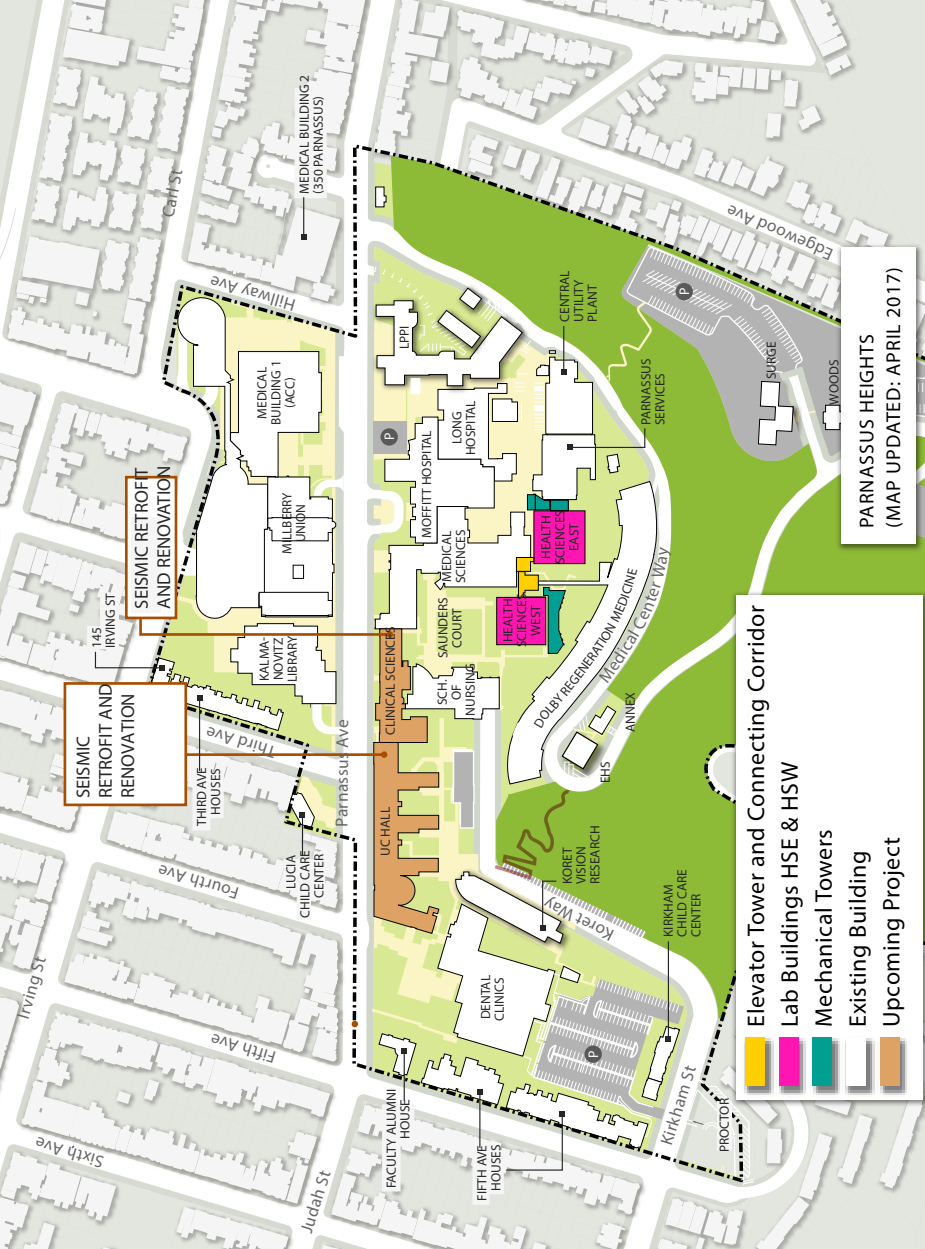 Carl St
MEDICAL BUILDING 2
(350 PARNASSUS)
Hillway Ave
Edgewood Ave
MEDICAL
BUILDING 1
(ACC)
LPPI
CENTRAL
UTILITY
PLANT
P
P
SURGE
WOODS
PARNASSUS
SERVICES
LONG
HOSPITAL
MOFFITT HOSPITAL
MILLBERRY
UNION
SEISMIC RETROFIT
AND RENOVATION
145
IRVING ST
MEDICAL
SCIENCES
HEALTH
SCIENCES
EAST
HEALTH
SCIENCES
WEST
SAUNDERS
COURT
KALMA-
NOVITZ
LIBRARY
CLINICAL SCIENCES
SCH.
OF
NURSING
DOLBY REGENERATION MEDICINE
Medical Center Way
ANNEX
EHS
SEISMIC
RETROFIT AND
RENOVATION
THIRD AVE
HOUSES
Third Ave
Parnassus Ave
UC HALL
LUCIA
CHILD CARE
CENTER
Fourth Ave
KORET
VISION
RESEARCH
Koret Way
KIRKHAM
CHILD CARE
CENTER
DENTAL
CLINICS
P
Irving St
Fifth Ave
Sixth Ave
Judah St
FACULTY ALUMNI
HOUSE
FIFTH AVE
HOUSES
Kirkham St
PROCTOR
PARNASSUS HEIGHTS
(MAP UPDATED: APRIL 2017)
Elevator Tower and Connecting Corridor
Lab Buildings HSE & HSW
Mechanical Towers
Existing Building
Upcoming Project